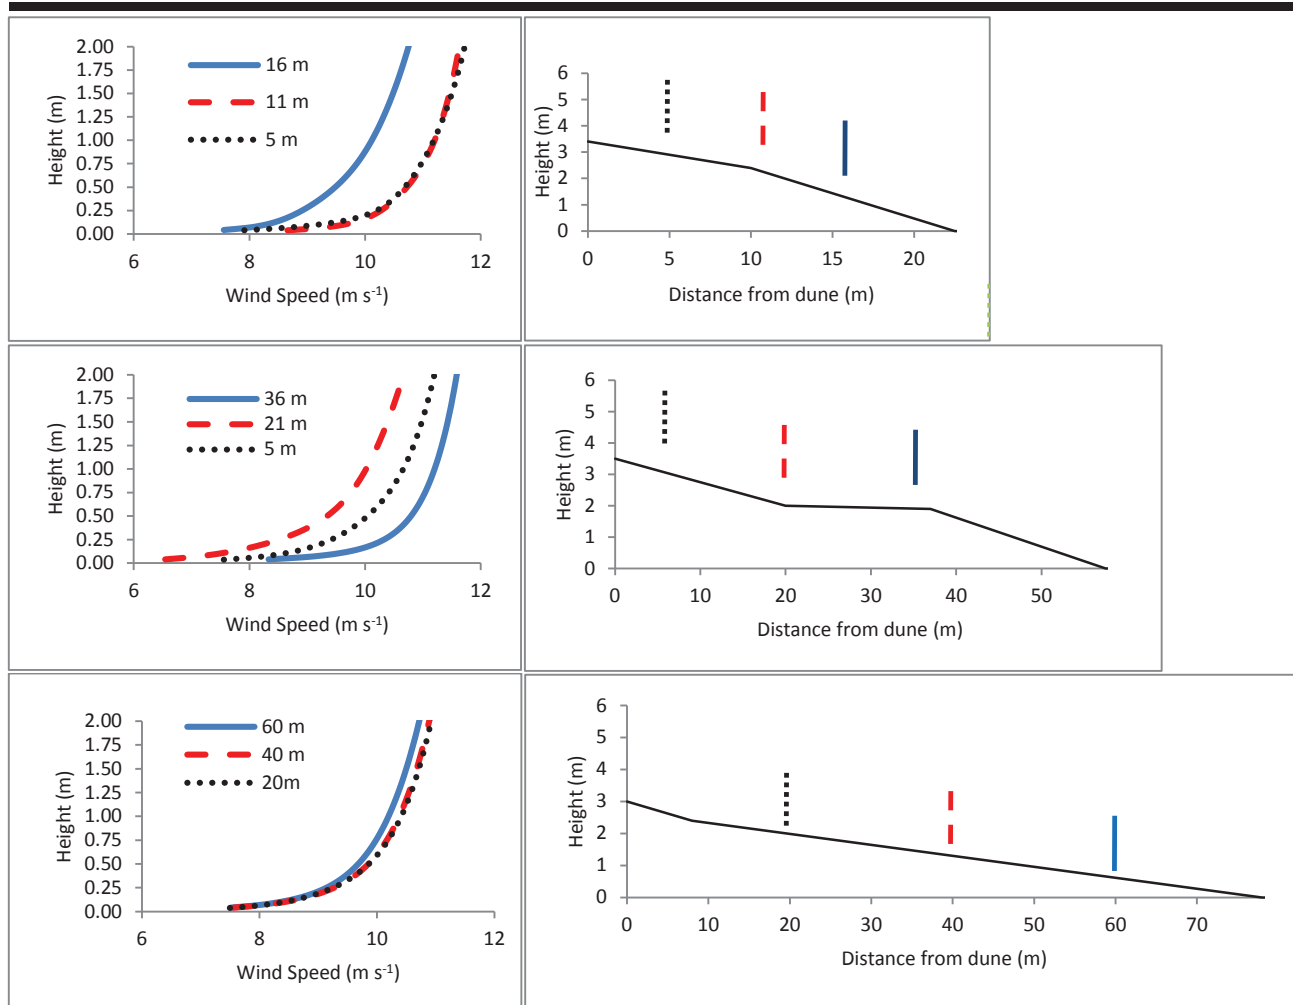 2.00
1.75
1.50
1.25
1.00
0.75
0.50
0.25
0.00
Height (m)
16 m
11 m
5 m
6 8 10 12
Wind Speed (m s-1)
6
5
4
3
2
1
0
Height (m)
0 5 10 15 20
Distance from dune (m)
2.00
1.75
1.50
1.25
1.00
0.75
0.50
0.25
0.00
Height (m)
36 m
21 m
5 m
6 8 10 12
Wind Speed (m s-1)
6
5
4
3
2
1
0
Height (m)
0 10 20 30 40 50
Distance from dune (m)
2.00
1.75
1.50
1.25
1.00
0.75
0.50
0.25
0.00
Height (m)
60 m
40 m
20m
6 8 10 12
Wind Speed (m s-1)
6
5
4
3
2
1
0
Height (m)
0 10 20 30 40 50 60 70
Distance from dune (m)